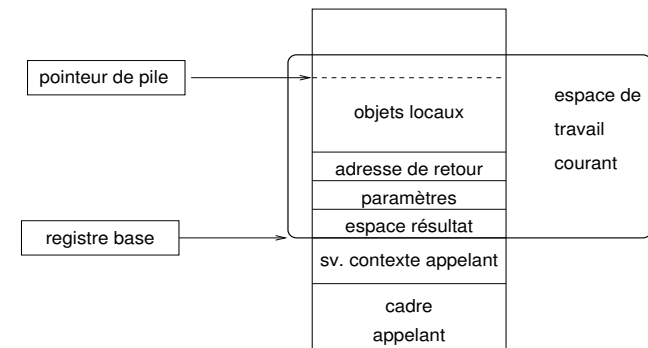 pointeur de pile
objets locaux
espace de
travail
courant
adresse de retour
paramètres
espace résultat
registre base
sv. contexte appelant
cadre
appelant